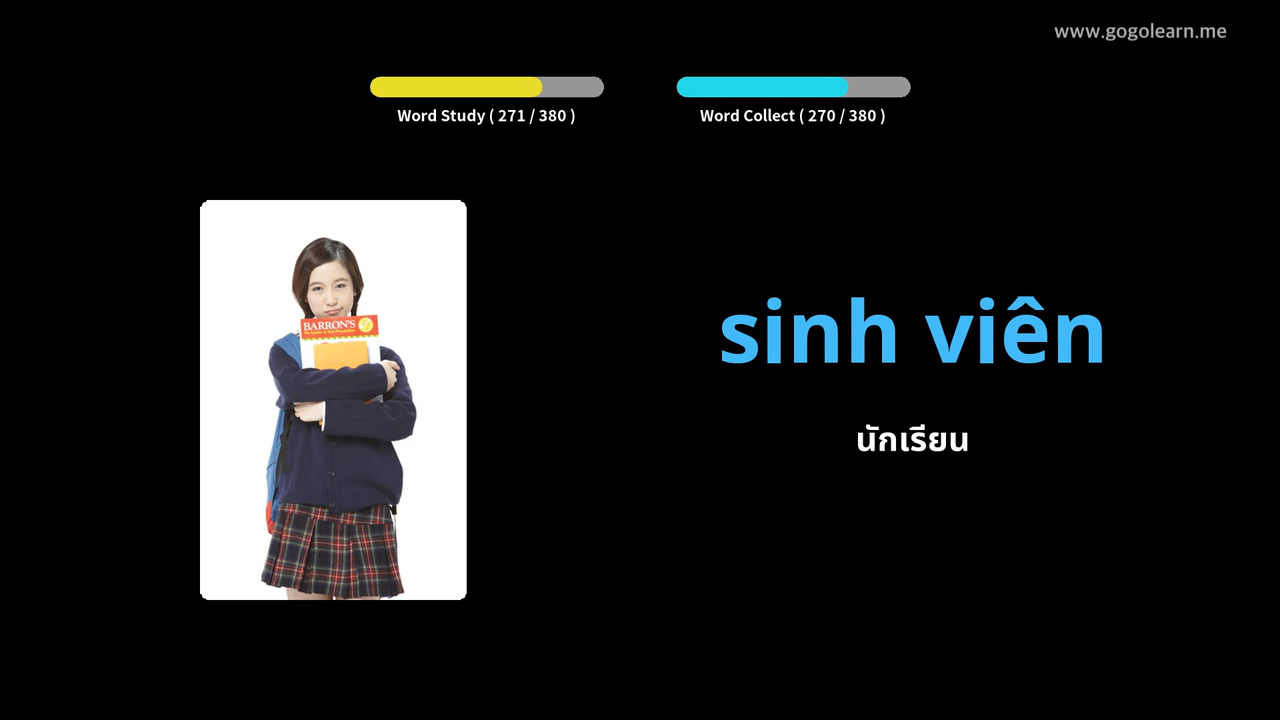 www.gogolearn.me
Word Study ( 271 / 380 )
Word Collect ( 270 / 380 )
BARRON'S
sinh viên
นักเรียน